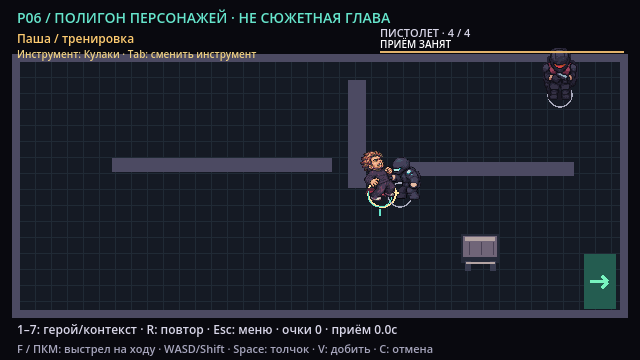 P06 / ПОЛИГОН ПЕРСОНАЖЕЙ · НЕ СЮЖЕТНАЯ ГЛАВА
Паша / тренировка
ПИСТОЛЕТ · 4 / 4
ПРИЁМ ЗАНЯТ
Инструмент: Кулаки · Tab: сменить инструмент
1–7: герой/контекст · R: повтор · Esc: меню · очки 0 · приём 0.0с
F / ПКМ: выстрел на ходу · WASD/Shift · Space: толчок · V: добить · C: отмена